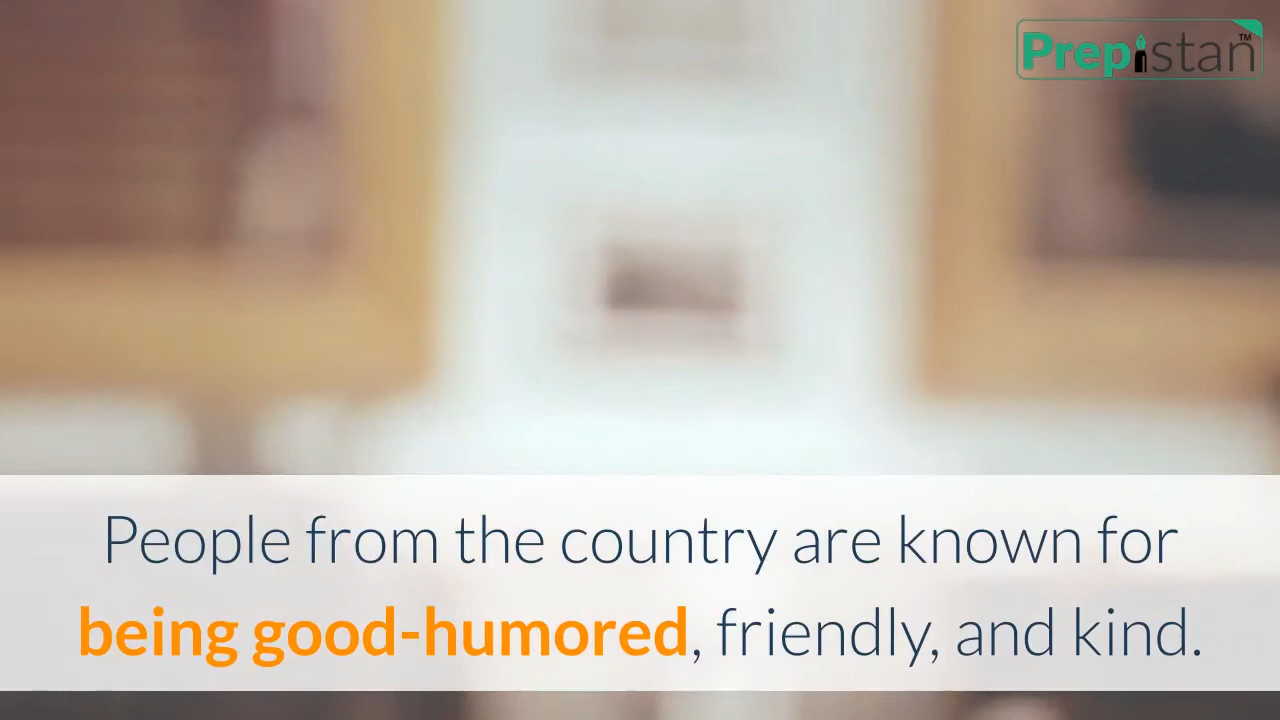 Prepistan™
People from the country are known for
being good-humored, friendly, and kind.